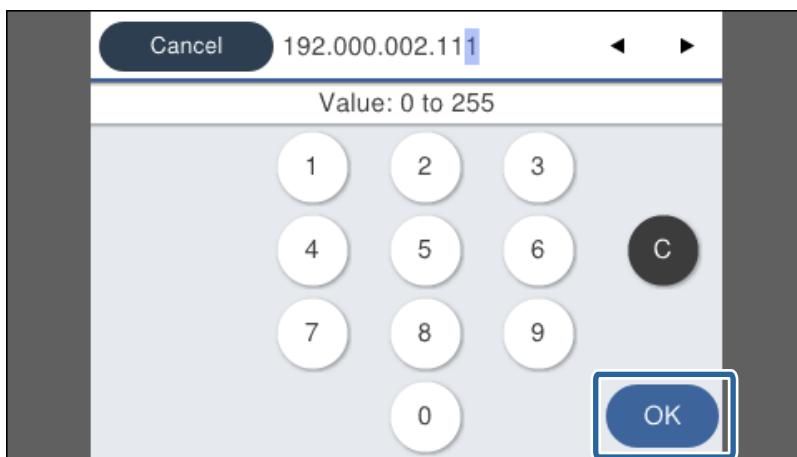 Cancel 192.000.002.111 ◀ ▶
Value: 0 to 255
1 2 3
4 5 6 C
7 8 9
0 OK